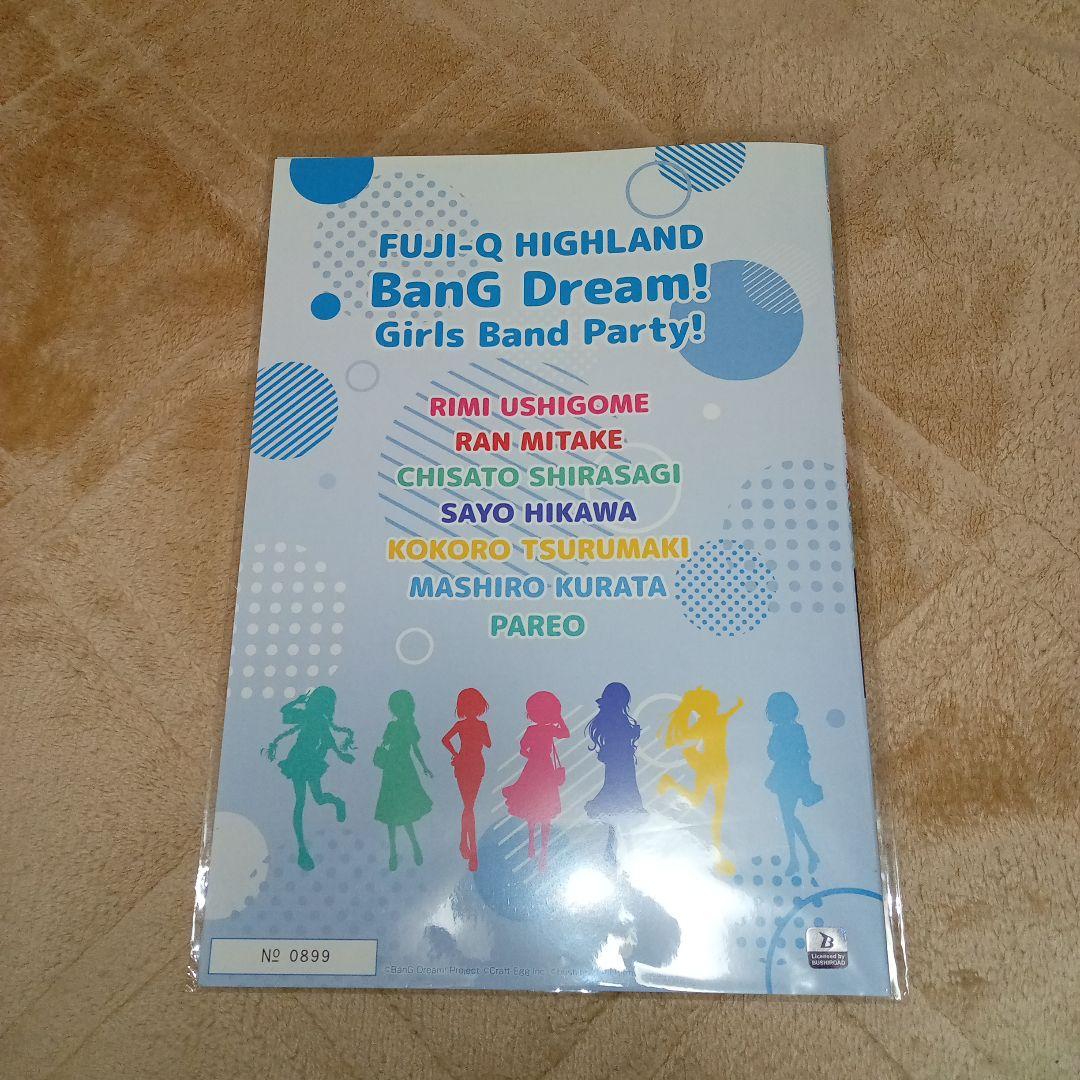 FUJI-Q HIGHLAND
BanG Dream!
Girls Band Party!
RIMI USHIGOME
RAN MITAKE
CHISATO SHIRASAGI
SAYO HIKAWA
KOKORO TSURUMAKI
MASHIRO KURATA
PAREO
№ 0899
©BanG Dream! Project ©Craft Egg Inc.
B
Licensed by
BUSHIROAD